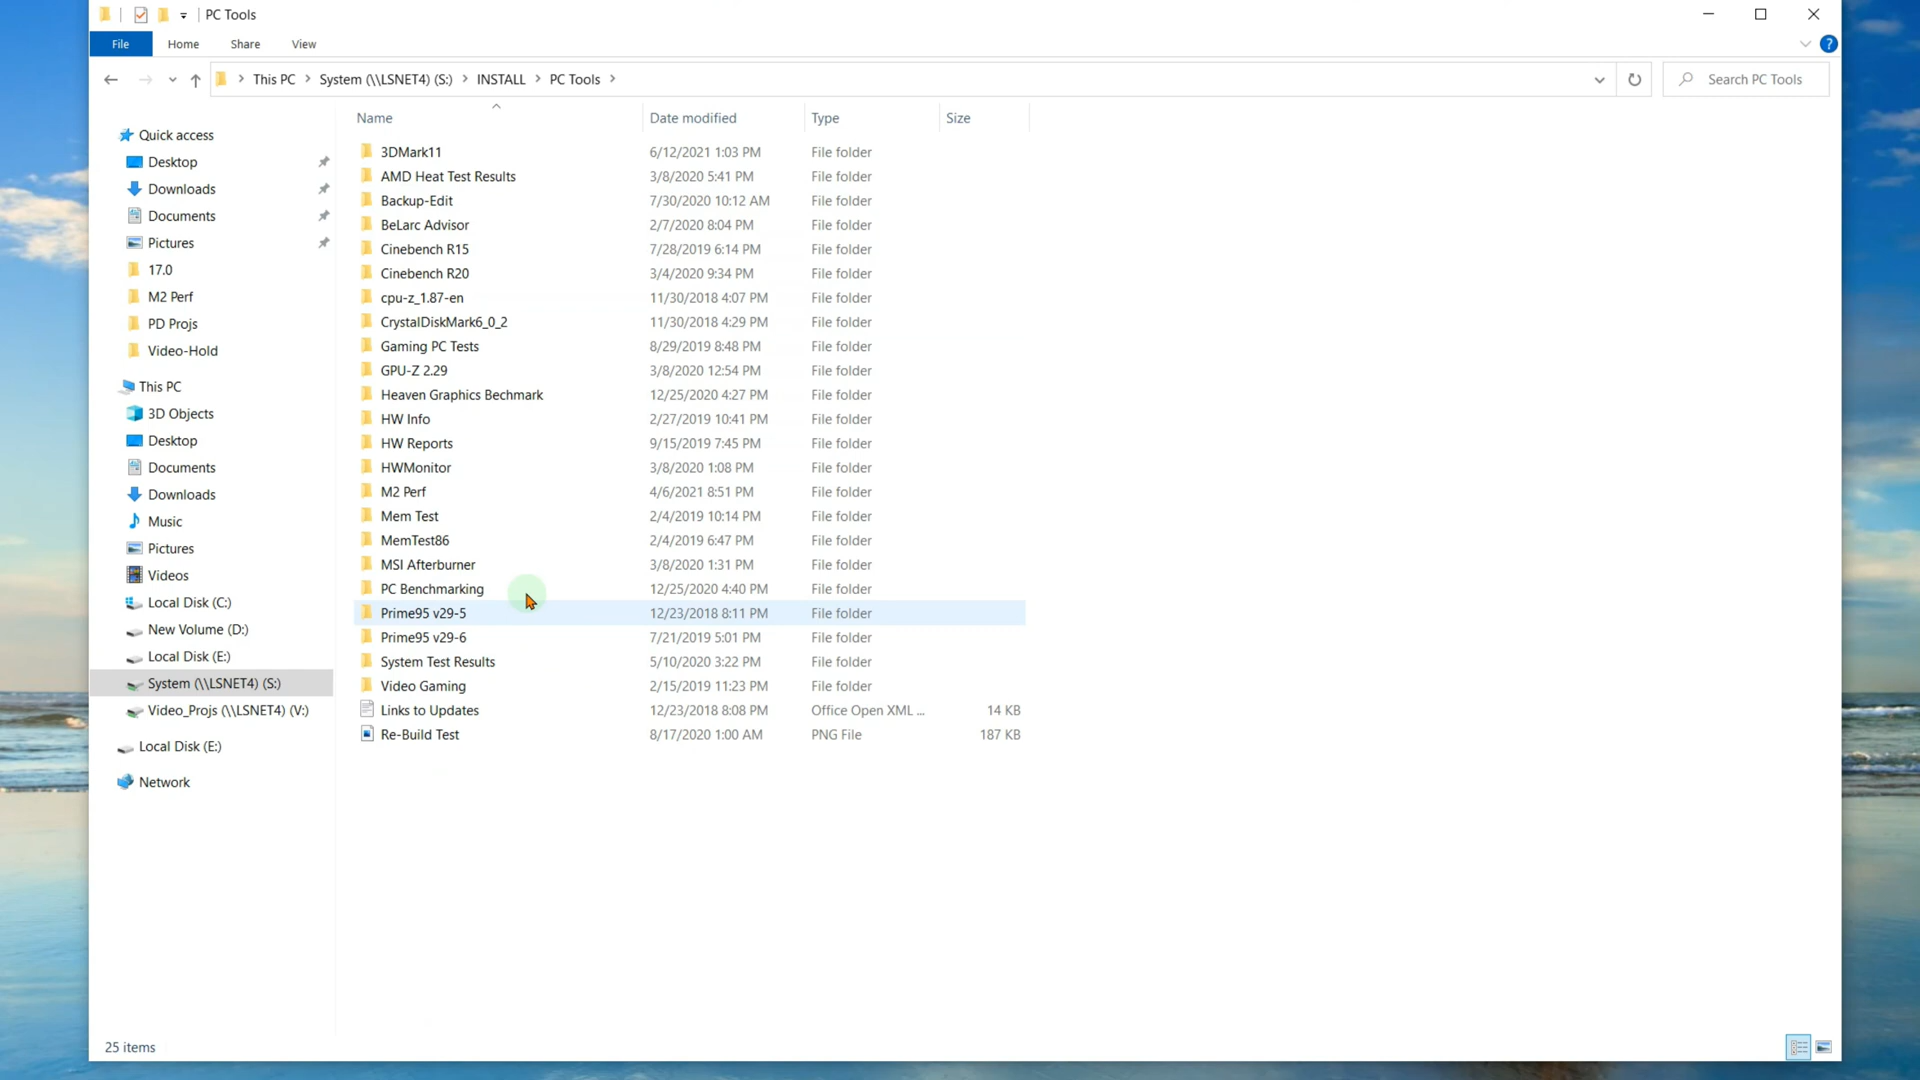 PC Tools
File Home Share View
This PC System (\\LSNET4) (S:) INSTALL PC Tools
Search PC Tools
Quick access
Desktop
Downloads
Documents
Pictures
17.0
M2 Perf
PD Projs
Video-Hold
This PC
3D Objects
Desktop
Documents
Downloads
Music
Pictures
Videos
Local Disk (C:)
New Volume (D:)
Local Disk (E:)
System (\\LSNET4) (S:)
Video_Projs (\\LSNET4) (V:)
Local Disk (E:)
Network
Name Date modified Type Size
3DMark11 6/12/2021 1:03 PM File folder
AMD Heat Test Results 3/8/2020 5:41 PM File folder
Backup-Edit 7/30/2020 10:12 AM File folder
BeLarc Advisor 2/7/2020 8:04 PM File folder
Cinebench R15 7/28/2019 6:14 PM File folder
Cinebench R20 3/4/2020 9:34 PM File folder
cpu-z_1.87-en 11/30/2018 4:07 PM File folder
CrystalDiskMark6_0_2 11/30/2018 4:29 PM File folder
Gaming PC Tests 8/29/2019 8:48 PM File folder
GPU-Z 2.29 3/8/2020 12:54 PM File folder
Heaven Graphics Bechmark 12/25/2020 4:27 PM File folder
HW Info 2/27/2019 10:41 PM File folder
HW Reports 9/15/2019 7:45 PM File folder
HWMonitor 3/8/2020 1:08 PM File folder
M2 Perf 4/6/2021 8:51 PM File folder
Mem Test 2/4/2019 10:14 PM File folder
MemTest86 2/4/2019 6:47 PM File folder
MSI Afterburner 3/8/2020 1:31 PM File folder
PC Benchmarking 12/25/2020 4:40 PM File folder
Prime95 v29-5 12/23/2018 8:11 PM File folder
Prime95 v29-6 7/21/2019 5:01 PM File folder
System Test Results 5/10/2020 3:22 PM File folder
Video Gaming 2/15/2019 11:23 PM File folder
Links to Updates 12/23/2018 8:08 PM Office Open XML ... 14 KB
Re-Build Test 8/17/2020 1:00 AM PNG File 187 KB
25 items